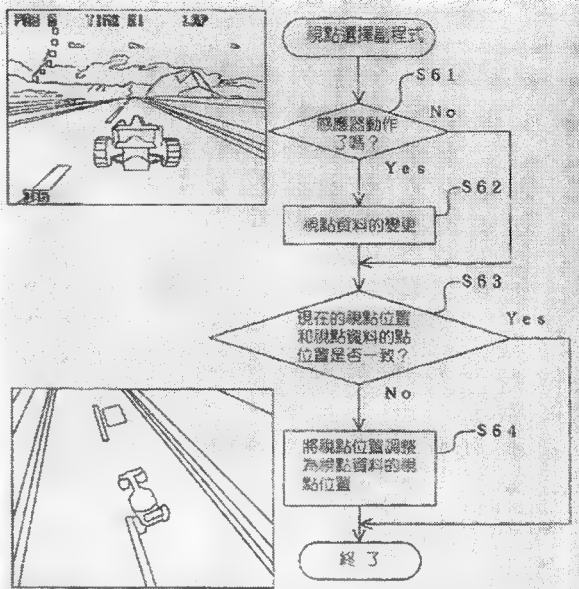 TIME 51
LAP
視點選擇副程式
S61
感應器動作
了嗎？
No
Yes
S62
視點資料的變更
S63
現在的視點位置
和視點資料的點
位置是否一致？
Yes
No
S64
將視點位置調整
為視點資料的視
點位置
終了